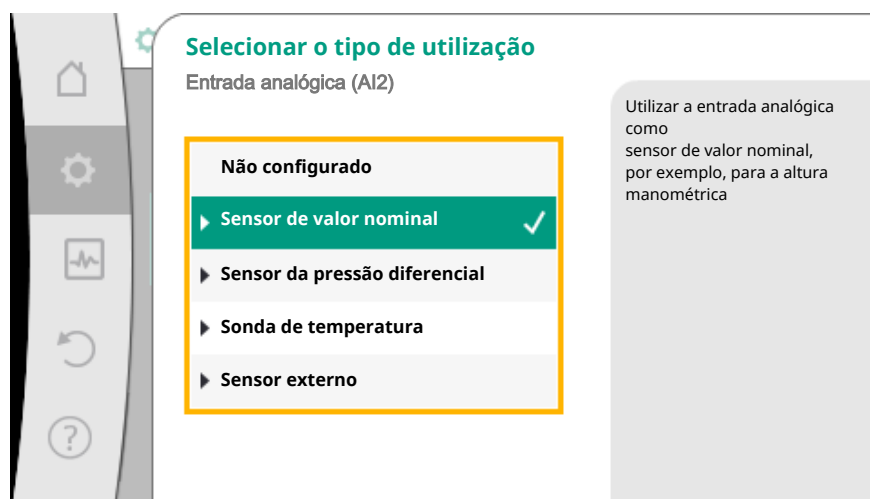 Selecionar o tipo de utilização
Entrada analógica (AI2)
Não configurado
Sensor de valor nominal
Sensor da pressão diferencial
Sonda de temperatura
Sensor externo
Utilizar a entrada analógica
como
sensor de valor nominal,
por exemplo, para a altura
manométrica